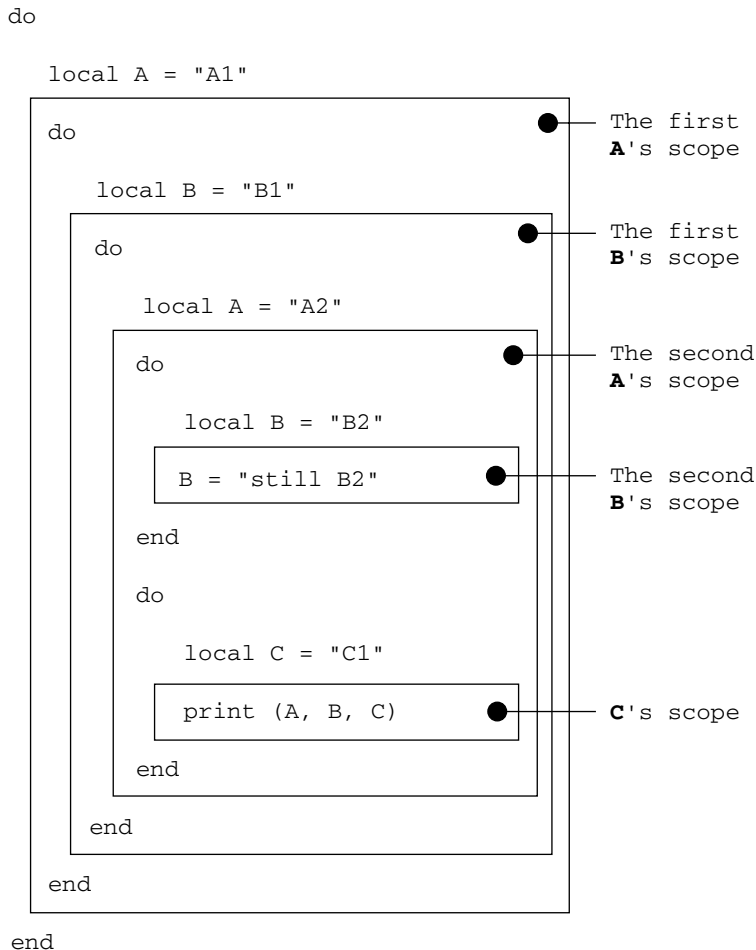 do
local A = "A1"
do
The first
A's scope
local B = "B1"
do
The first
B's scope
local A = "A2"
do
The second
A's scope
local B = "B2"
B = "still B2"
The second
B's scope
end
do
local C = "C1"
print (A, B, C)
C's scope
end
end
end
end